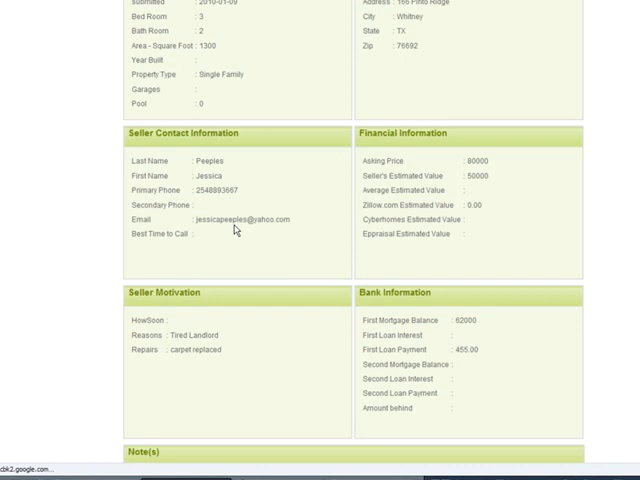 submitted : 2010-01-09
Bed Room : 3
Bath Room : 2
Area - Square Foot : 1300
Year Built :
Property Type : Single Family
Garages :
Pool : 0
Address : 166 Pinto Ridge
City : Whitney
State : TX
Zip : 76692
Seller Contact Information
Last Name : Peeples
First Name : Jessica
Primary Phone : 2548893667
Secondary Phone :
Email : jessicapeeples@yahoo.com
Best Time to Call :
Financial Information
Asking Price : 80000
Seller's Estimated Value : 50000
Average Estimated Value :
Zillow.com Estimated Value : 0.00
Cyberhomes Estimated Value :
Eppraisal Estimated Value :
Seller Motivation
HowSoon :
Reasons : Tired Landlord
Repairs : carpet replaced
Bank Information
First Mortgage Balance : 62000
First Loan Interest :
First Loan Payment : 455.00
Second Mortgage Balance :
Second Loan Interest :
Second Loan Payment :
Amount behind :
Note(s)
cbk2.google.com...